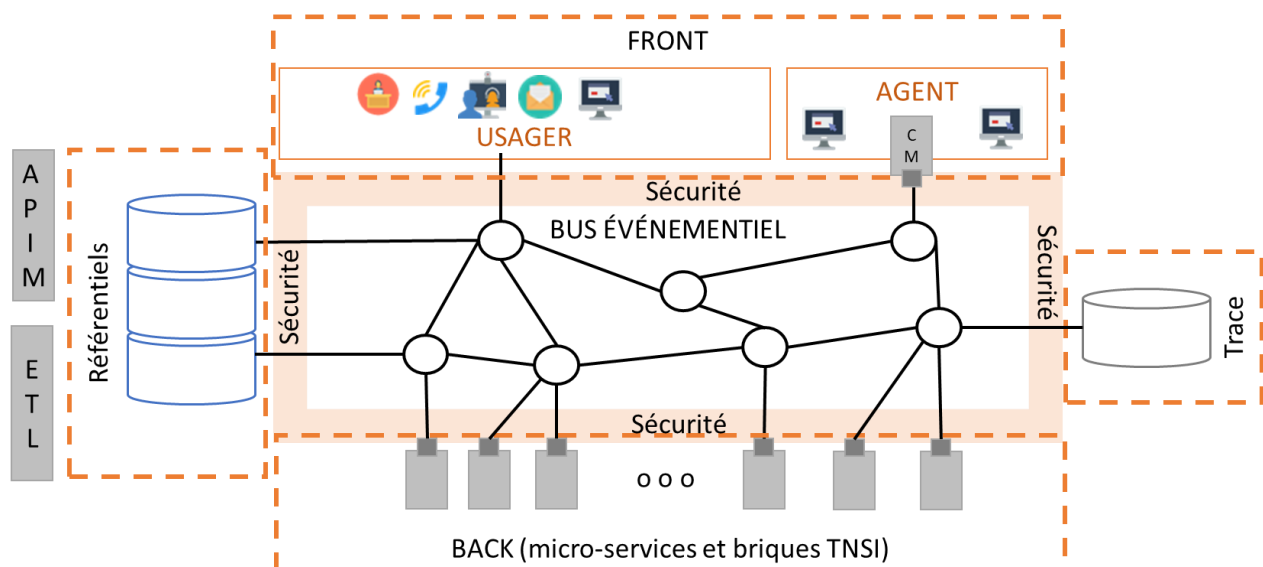 FRONT
USAGER
AGENT
C
M
A
P
I
M
E
T
L
Référentiels
Sécurité
Sécurité
BUS ÉVÉNEMENTIEL
Sécurité
Trace
Sécurité
o o o
BACK (micro-services et briques TNSI)